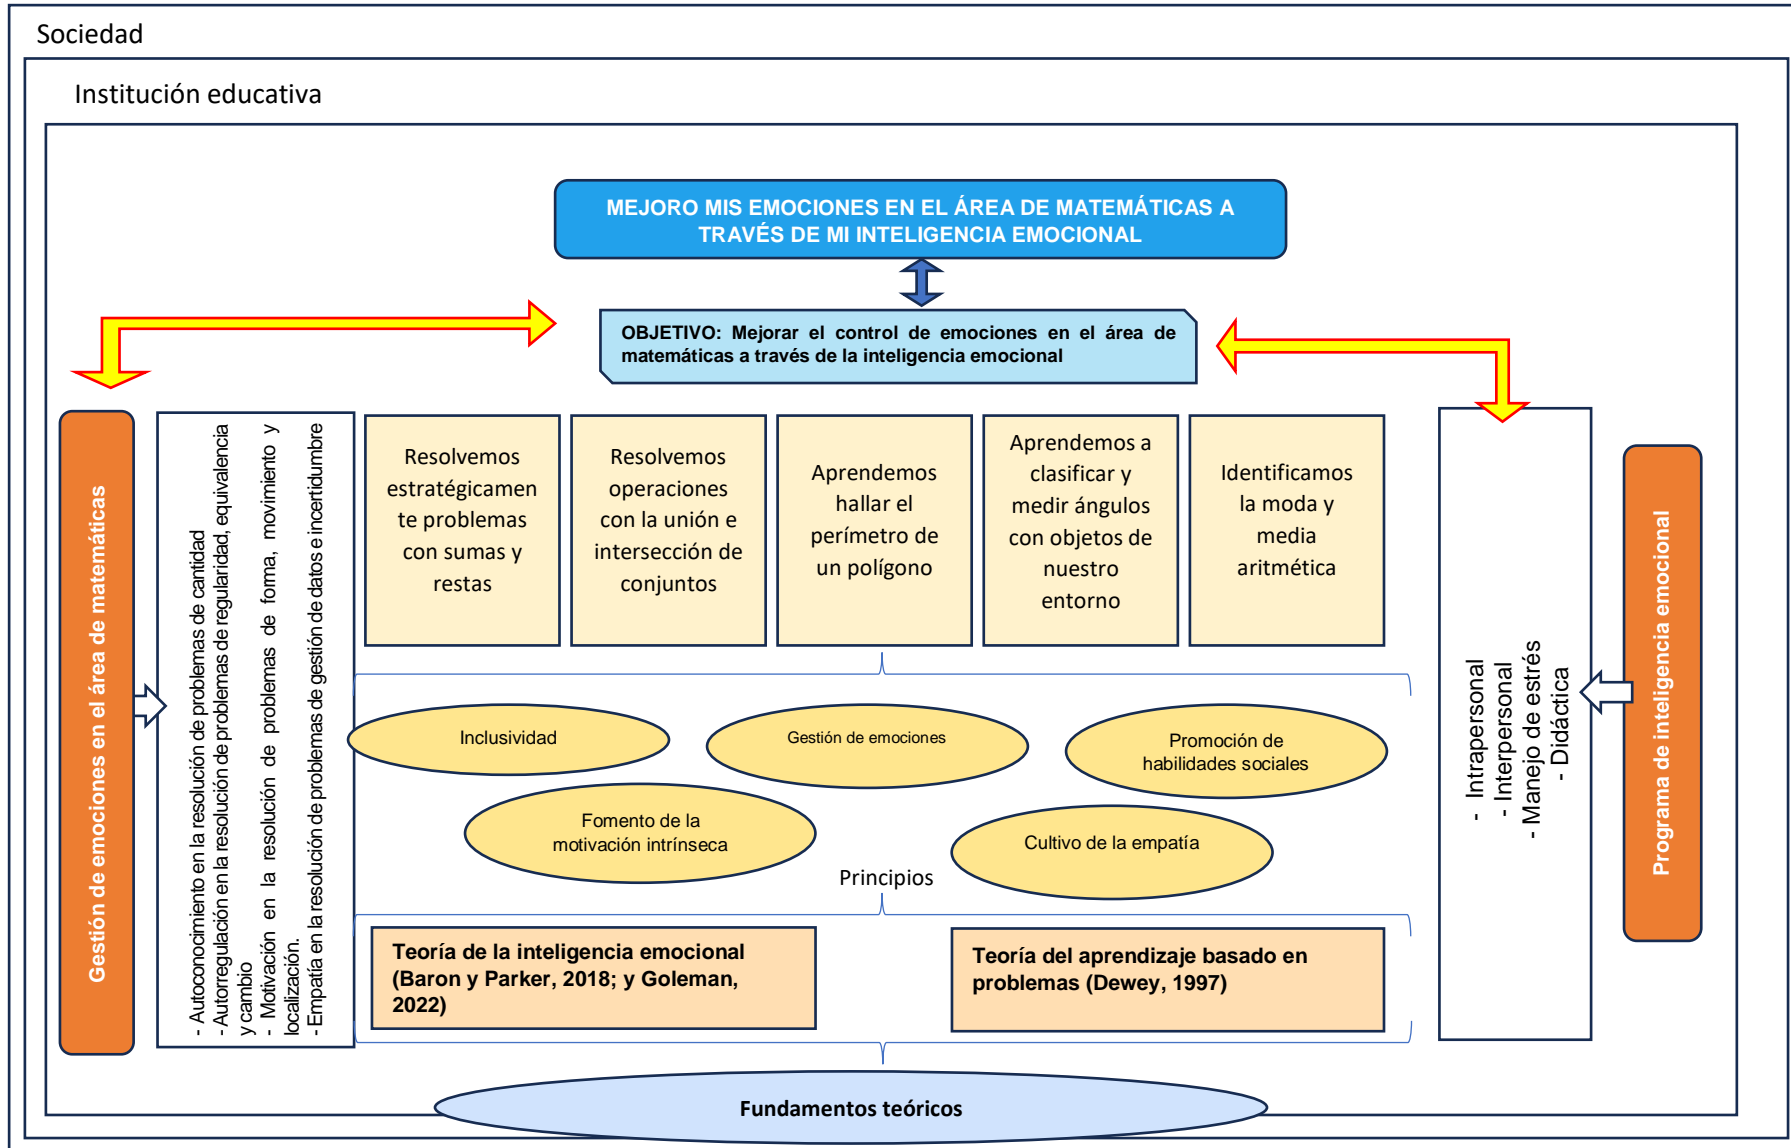 Sociedad
Institución educativa
MEJORO MIS EMOCIONES EN EL ÁREA DE MATEMÁTICAS A
TRAVÉS DE MI INTELIGENCIA EMOCIONAL
OBJETIVO: Mejorar el control de emociones en el área de
matemáticas a través de la inteligencia emocional
Gestión de emociones en el área de matemáticas
- Autoconocimiento en la resolución de problemas de cantidad
- Autorregulación en la resolución de problemas de regularidad, equivalencia
y cambio
- Motivación en la resolución de problemas de forma, movimiento y
localización.
- Empatía en la resolución de problemas de gestión de datos e incertidumbre
Resolvemos
estratégicamen
te problemas
con sumas y
restas
Resolvemos
operaciones
con la unión e
intersección de
conjuntos
Aprendemos
hallar el
perímetro de
un polígono
Aprendemos a
clasificar y
medir ángulos
con objetos de
nuestro
entorno
Identificamos
la moda y
media
aritmética
- Intrapersonal
- Interpersonal
- Manejo de estrés
- Didáctica
Programa de inteligencia emocional
Inclusividad
Gestión de emociones
Promoción de
habilidades sociales
Fomento de la
motivación intrínseca
Cultivo de la empatía
Principios
Teoría de la inteligencia emocional
(Baron y Parker, 2018; y Goleman,
2022)
Teoría del aprendizaje basado en
problemas (Dewey, 1997)
Fundamentos teóricos